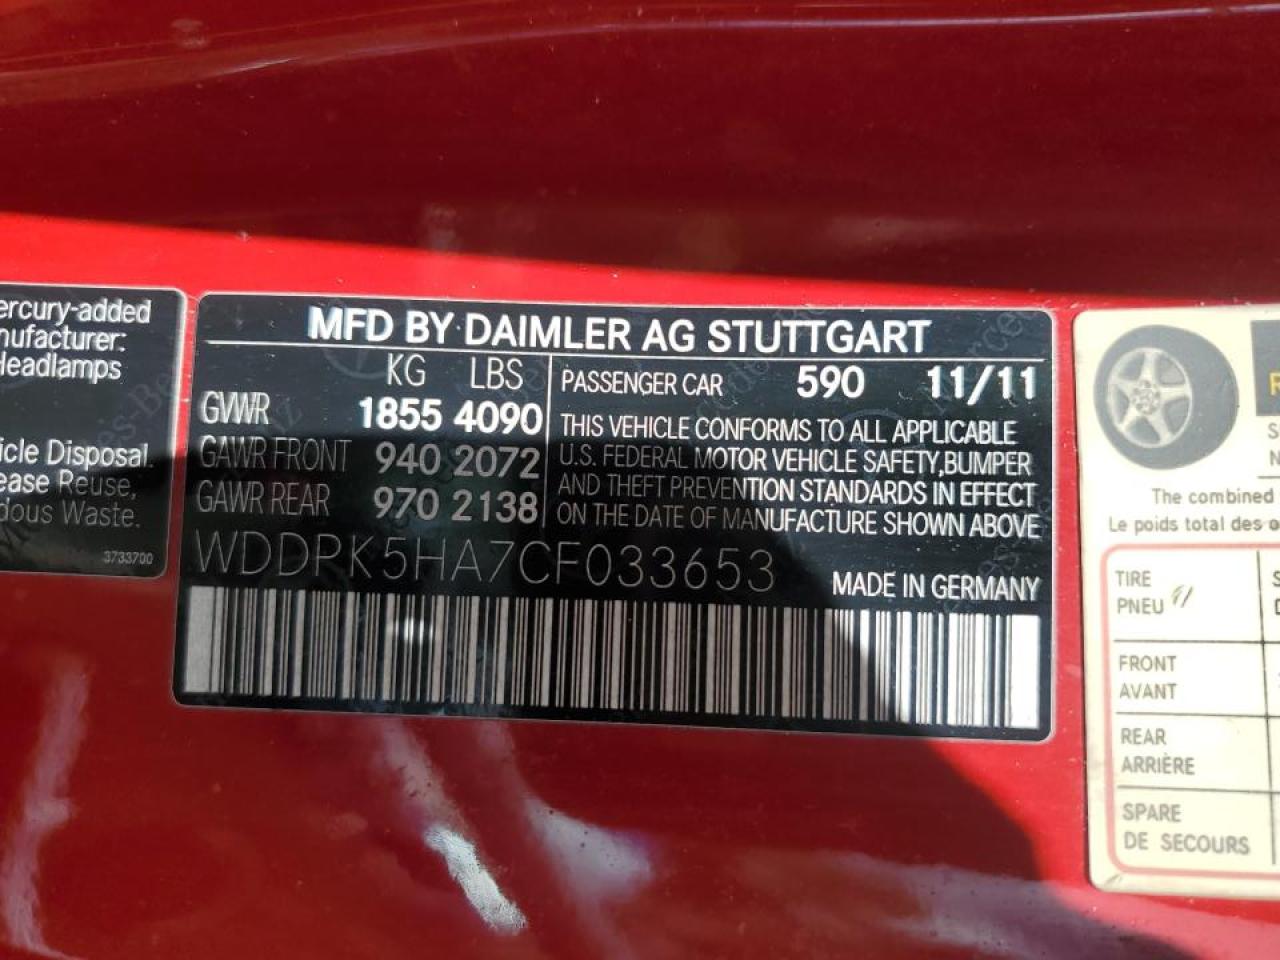 ercury-added
nufacturer:
Headlamps
icle Disposal.
ease Reuse,
dous Waste.
3733700
MFD BY DAIMLER AG STUTTGART
KG LBS
GVWR 1855 4090
GAWR FRONT 940 2072
GAWR REAR 970 2138
PASSENGER CAR 590 11/11
THIS VEHICLE CONFORMS TO ALL APPLICABLE
U.S. FEDERAL MOTOR VEHICLE SAFETY,BUMPER
AND THEFT PREVENTION STANDARDS IN EFFECT
ON THE DATE OF MANUFACTURE SHOWN ABOVE
WDDPK5HA7CF033653
MADE IN GERMANY
The combined
Le poids total des o
TIRE
PNEU
FRONT
AVANT
REAR
ARRIÈRE
SPARE
DE SECOURS